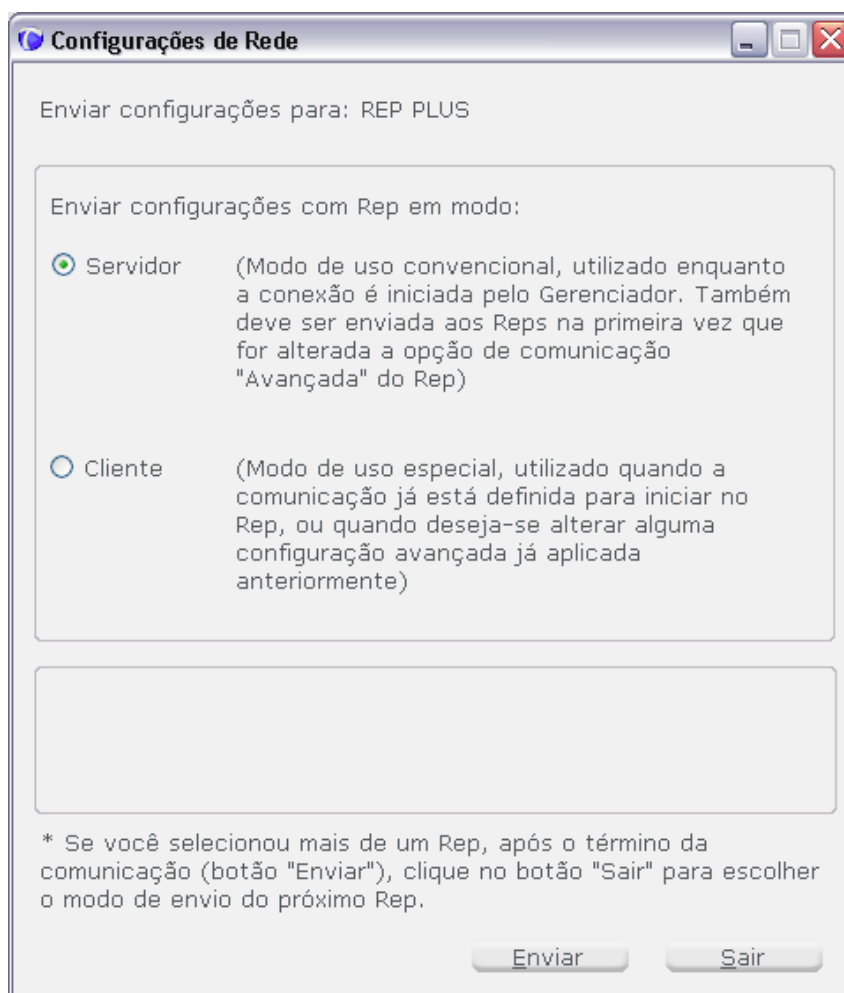 Configurações de Rede
Enviar configurações para: REP PLUS
Enviar configurações com Rep em modo:
Servidor (Modo de uso convencional, utilizado enquanto
a conexão é iniciada pelo Gerenciador. Também
deve ser enviada aos Reps na primeira vez que
for alterada a opção de comunicação
"Avançada" do Rep)
Cliente (Modo de uso especial, utilizado quando a
comunicação já está definida para iniciar no
Rep, ou quando deseja-se alterar alguma
configuração avançada já aplicada
anteriormente)
* Se você selecionou mais de um Rep, após o término da
comunicação (botão "Enviar"), clique no botão "Sair" para escolher
o modo de envio do próximo Rep.
Enviar Sair